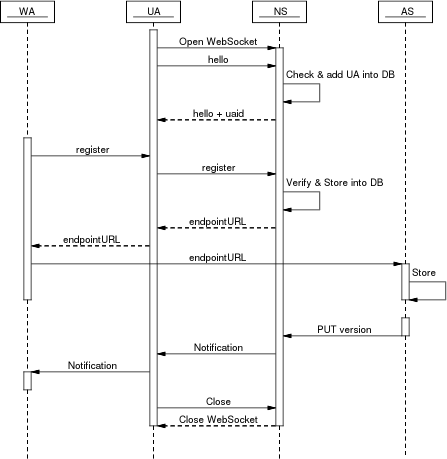 WA UA NS AS
Open WebSocket
hello
Check & add UA into DB
hello + uaid
register
register
Verify & Store into DB
endpointURL
endpointURL
endpointURL
Store
PUT version
Notification
Notification
Close
Close WebSocket